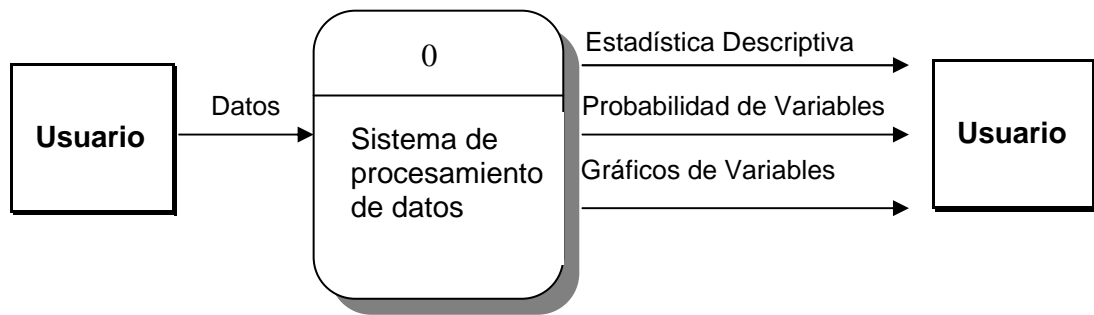 Usuario
Datos
0
Sistema de
procesamiento
de datos
Estadística Descriptiva
Probabilidad de Variables
Gráficos de Variables
Usuario